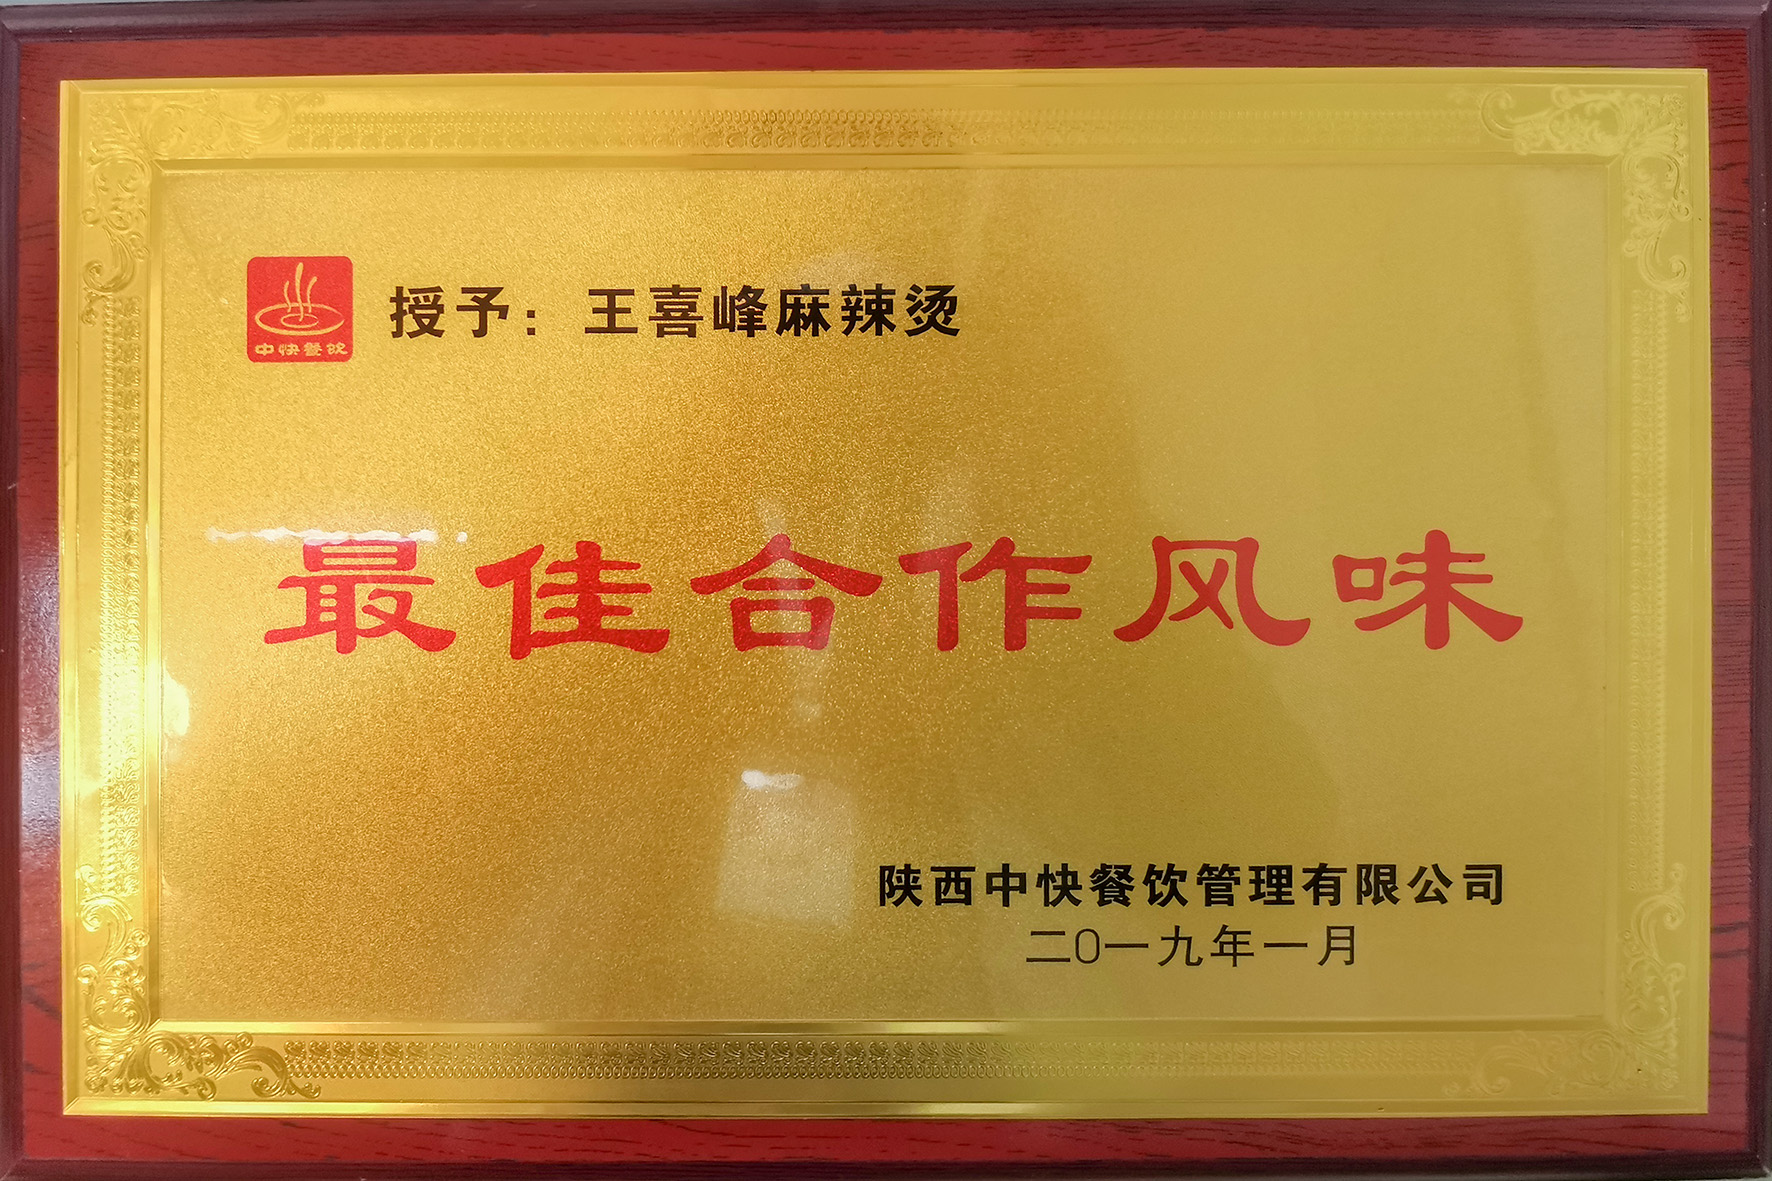 中快餐饮
授予：王喜峰麻辣烫
最佳合作风味
陕西中快餐饮管理有限公司
二〇一九年一月